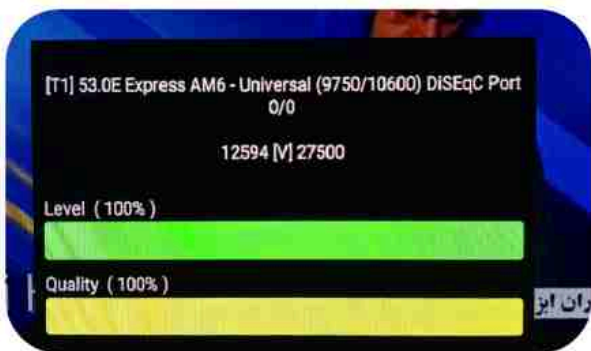 [T1] 53.0E Express AM6 - Universal (9750/10600) DiSEqC Port
0/0
12594 [V] 27500
Level ( 100% )
Quality ( 100% )